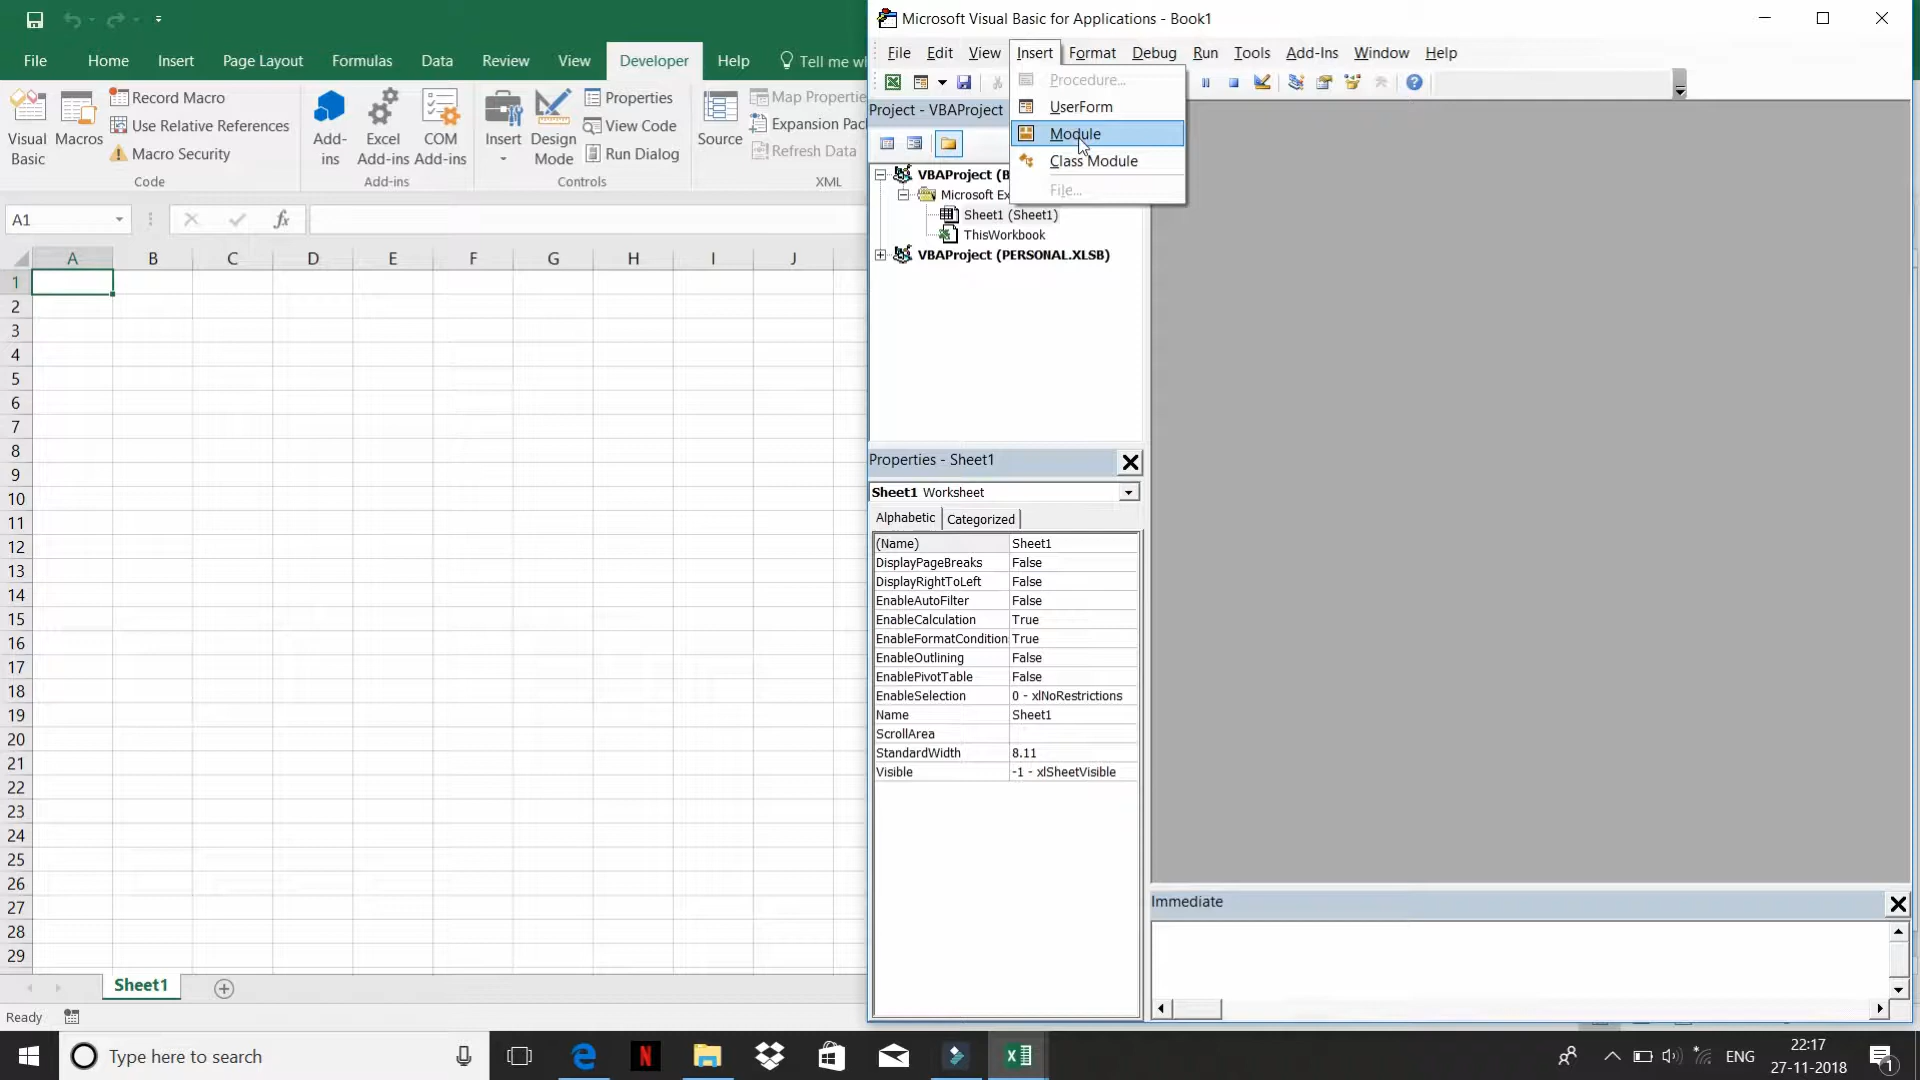 File Home Insert Page Layout Formulas Data Review View Developer Help Tell me w
Visual Basic
Macros
Record Macro
Use Relative References
Macro Security
Code
Add-ins
Excel Add-ins
COM Add-ins
Add-ins
Insert
Design Mode
Properties
View Code
Run Dialog
Controls
Source
Map Propertie
Expansion Pac
Refresh Data
XML
A1
fx
A B C D E F G H I J
1
2
3
4
5
6
7
8
9
10
11
12
13
14
15
16
17
18
19
20
21
22
23
24
25
26
27
28
29
Sheet1
Ready
Microsoft Visual Basic for Applications - Book1
File Edit View Insert Format Debug Run Tools Add-Ins Window Help
Procedure...
UserForm
Module
Class Module
File...
Project - VBAProject
VBAProject (B
Microsoft Ex
Sheet1 (Sheet1)
ThisWorkbook
VBAProject (PERSONAL.XLSB)
Properties - Sheet1
Sheet1 Worksheet
Alphabetic Categorized
(Name) Sheet1
DisplayPageBreaks False
DisplayRightToLeft False
EnableAutoFilter False
EnableCalculation True
EnableFormatCondition True
EnableOutlining False
EnablePivotTable False
EnableSelection 0 - xlNoRestrictions
Name Sheet1
ScrollArea
StandardWidth 8.11
Visible -1 - xlSheetVisible
Immediate
Type here to search
N
ENG
22:17
27-11-2018
1